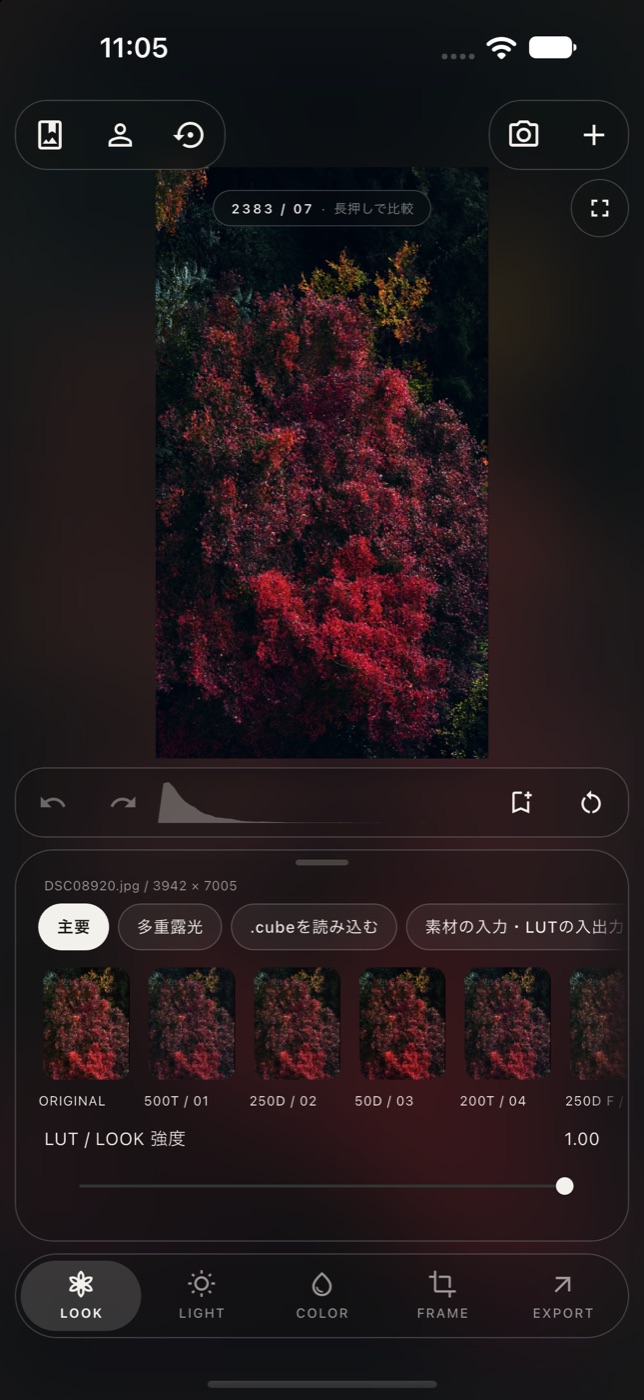 11:05
2383 / 07 · 長押しで比較
DSC08920.jpg / 3942 × 7005
主要
多重露光
.cubeを読み込む
素材の入力・LUTの入出力
ORIGINAL
500T / 01
250D / 02
50D / 03
200T / 04
250D F /
LUT / LOOK 強度
1.00
LOOK
LIGHT
COLOR
FRAME
EXPORT